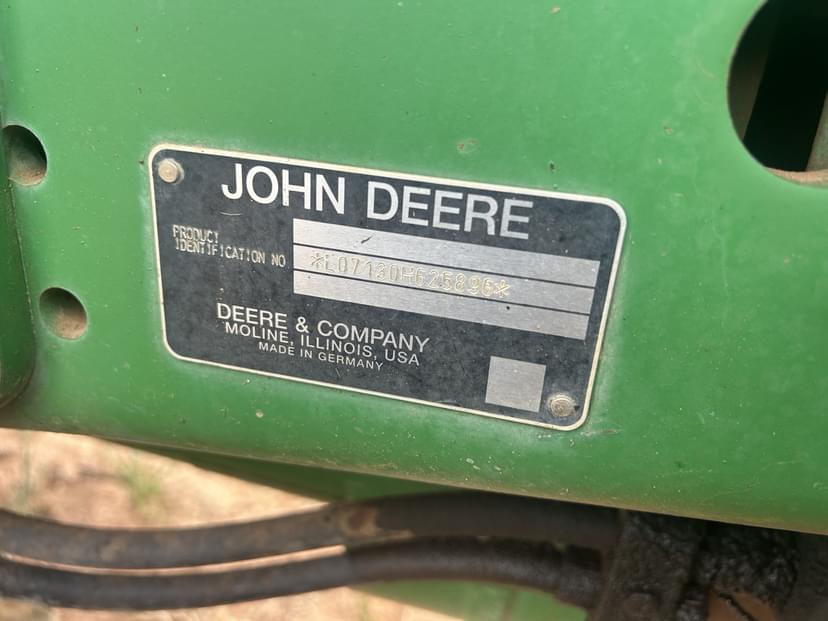 JOHN DEERE
PRODUCT
IDENTIFICATION NO
*L07130H625896*
DEERE & COMPANY
MOLINE, ILLINOIS, USA
MADE IN GERMANY